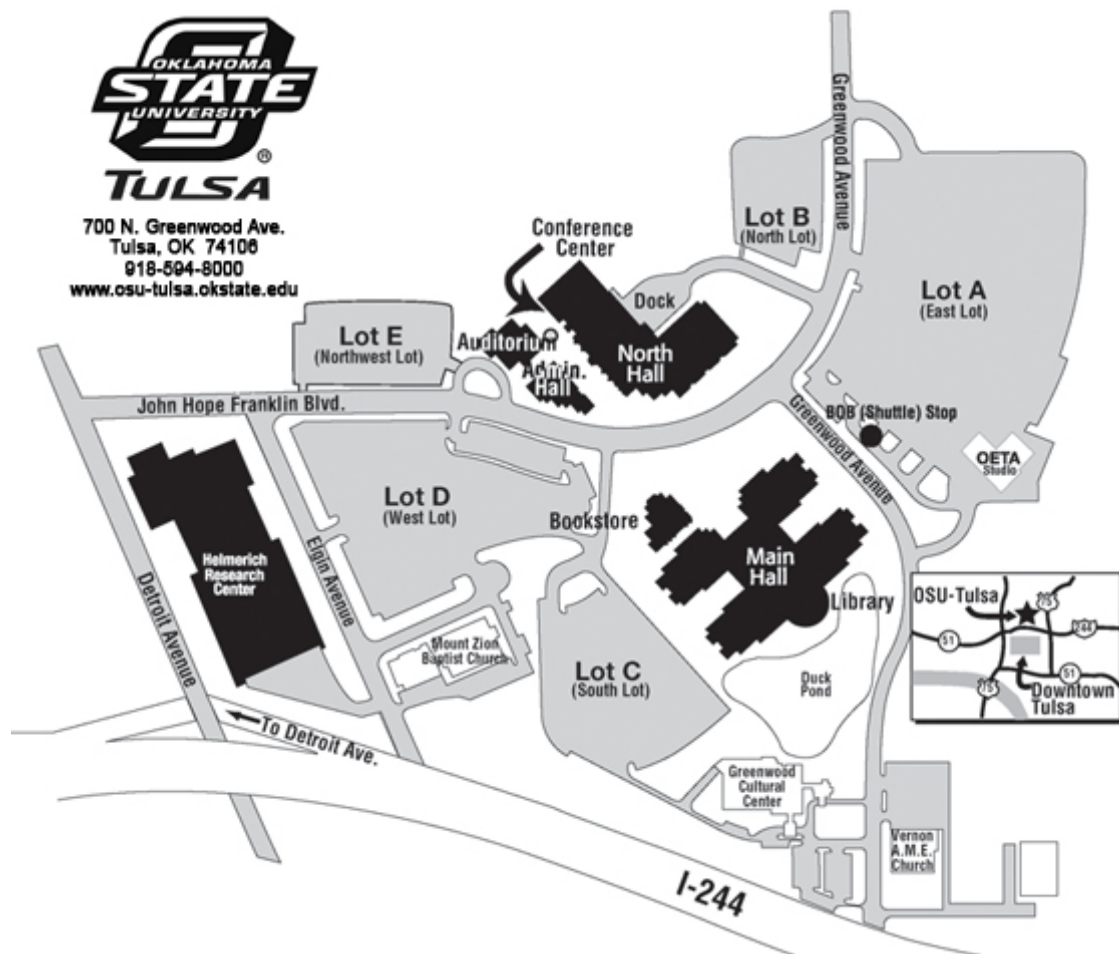 OKLAHOMA
STATE
UNIVERSITY
®
TULSA
700 N. Greenwood Ave.
Tulsa, OK 74106
918-594-8000
www.osu-tulsa.okstate.edu
Greenwood Avenue
Lot B
(North Lot)
Conference
Center
Lot A
(East Lot)
Dock
Lot E
(Northwest Lot)
Auditorium
Admin.
Hall
North
Hall
John Hope Franklin Blvd.
Greenwood Avenue
BOB (Shuttle) Stop
OETA
Studio
Lot D
(West Lot)
Bookstore
Main
Hall
Library
Helmerich
Research
Center
Elgin Avenue
Detroit Avenue
Mount Zion
Baptist Church
Lot C
(South Lot)
Duck
Pond
OSU-Tulsa
75
51
244
51
75
Downtown
Tulsa
To Detroit Ave.
Greenwood
Cultural
Center
Vernon
A.M.E.
Church
I-244